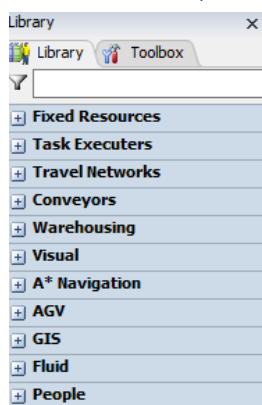 Library
Library Toolbox
Fixed Resources
Task Executers
Travel Networks
Conveyors
Warehousing
Visual
A* Navigation
AGV
GIS
Fluid
People